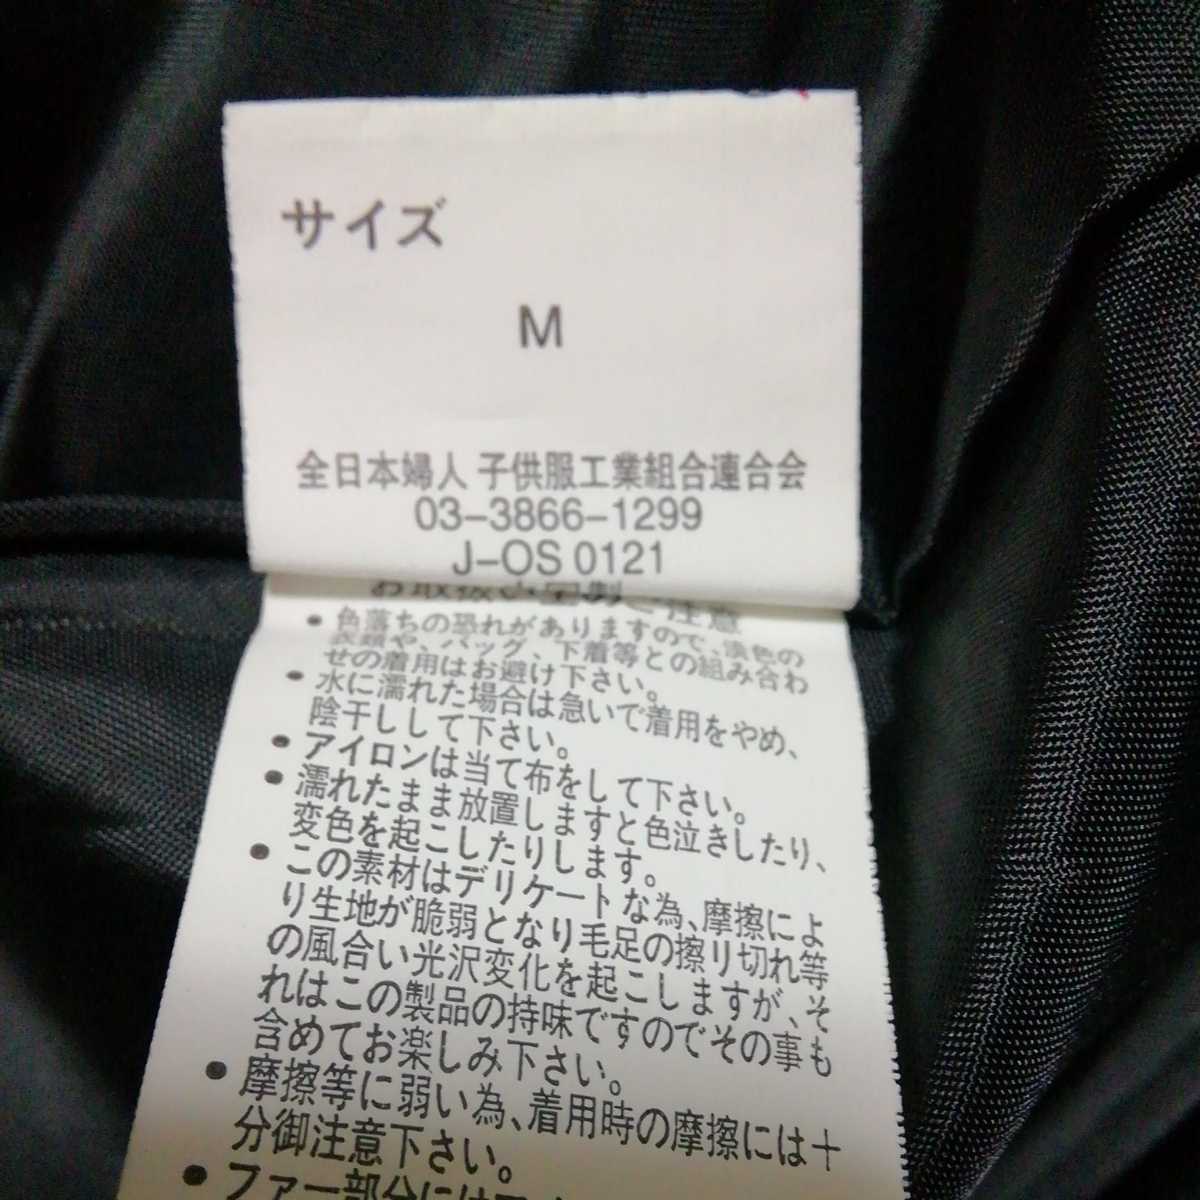 サイズ
M
全日本婦人子供服工業組合連合会
03-3866-1299
J-OS 0121
お取扱い
ご注意
・色落ちの恐れがありますので、淡色の
衣類や、バッグ、下着等との組み合わ
せの着用はお避け下さい。
・水に濡れた場合は急いで着用をやめ、
陰干しして下さい。
・アイロンは当て布をして下さい。
・濡れたまま放置しますと色泣きしたり、
変色を起こしたりします。
・この素材はデリケートな為、摩擦によ
り生地が脆弱となり毛足の擦り切れ等
の風合い光沢変化を起こしますが、そ
れはこの製品の持味ですのでその事も
含めてお楽しみ下さい。
・摩擦等に弱い為、着用時の摩擦には十
分御注意下さい。
・ファー部分には